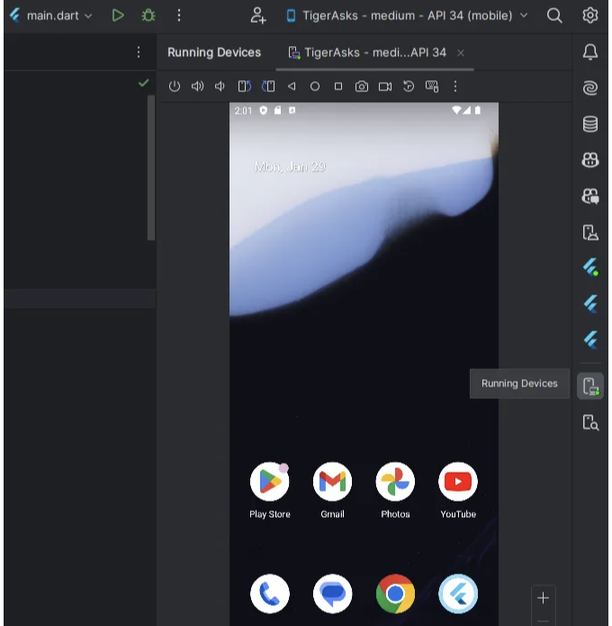 main.dart
TigerAsks - medium - API 34 (mobile)
Running Devices
TigerAsks - medi...API 34
2:01
Mon, Jan 29
Running Devices
Play Store
Gmail
Photos
YouTube